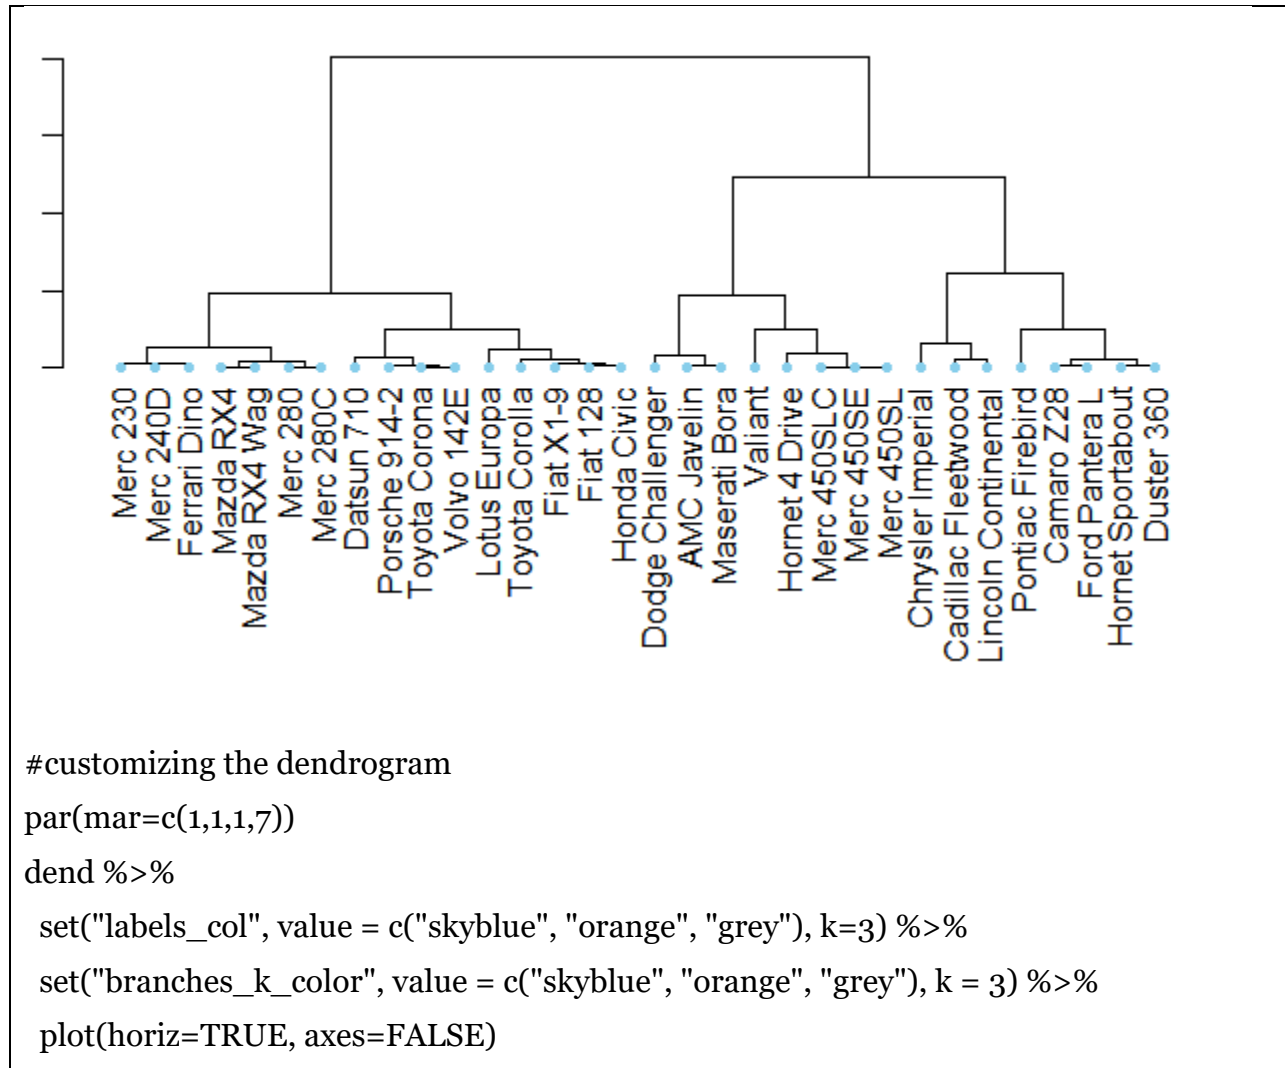 Merc 230
Merc 240D
Ferrari Dino
Mazda RX4
Mazda RX4 Wag
Merc 280
Merc 280C
Datsun 710
Porsche 914-2
Toyota Corona
Volvo 142E
Lotus Europa
Toyota Corolla
Fiat X1-9
Fiat 128
Honda Civic
Dodge Challenger
AMC Javelin
Maserati Bora
Valiant
Hornet 4 Drive
Merc 450SLC
Merc 450SE
Merc 450SL
Chrysler Imperial
Cadillac Fleetwood
Lincoln Continental
Pontiac Firebird
Camaro Z28
Ford Pantera L
Hornet Sportabout
Duster 360
#customizing the dendrogram
par(mar=c(1,1,1,7))
dend %>%
set("labels_col", value = c("skyblue", "orange", "grey"), k=3) %>%
set("branches_k_color", value = c("skyblue", "orange", "grey"), k = 3) %>%
plot(horiz=TRUE, axes=FALSE)